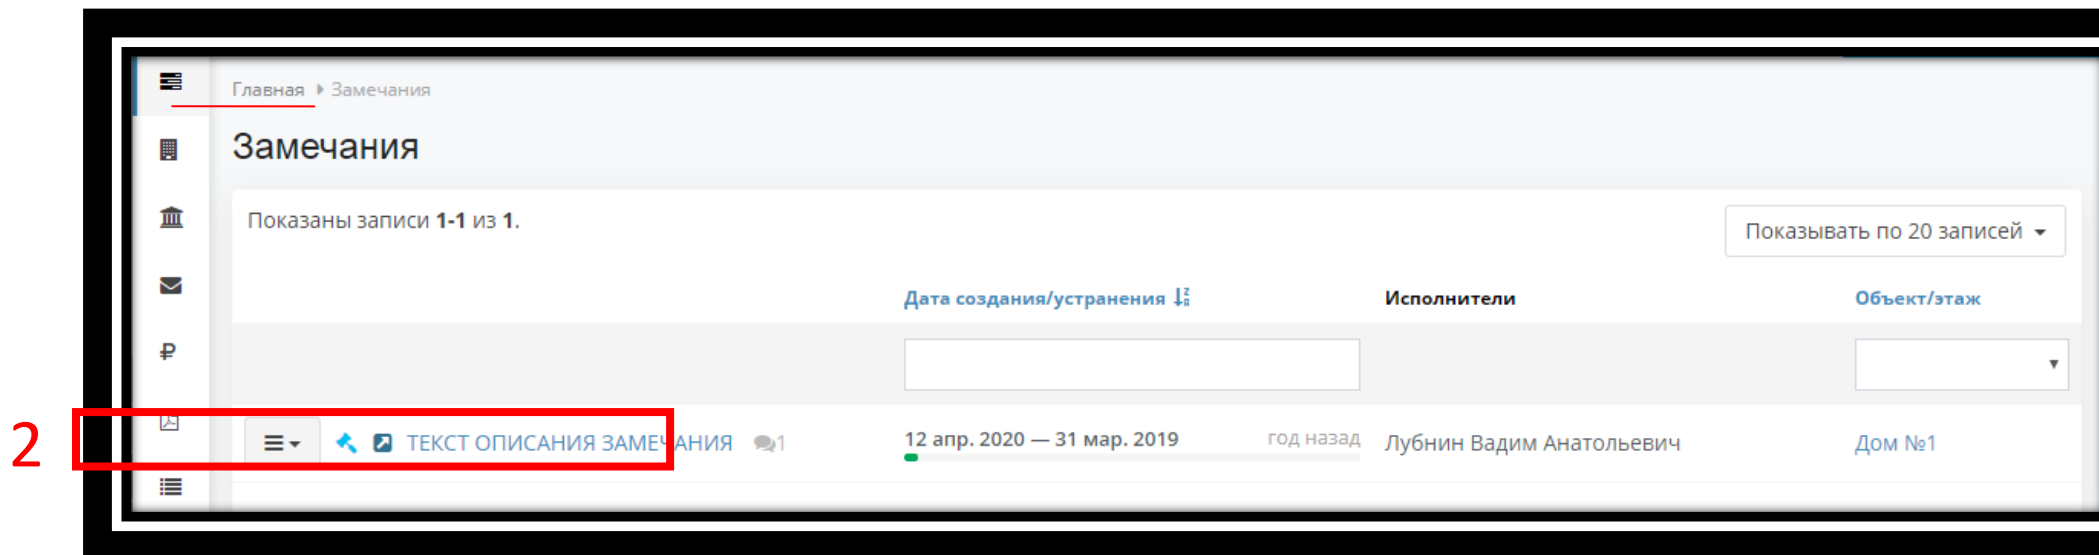 Главная Замечания
Замечания
Показаны записи 1-1 из 1.
Показывать по 20 записей
Дата создания/устранения Исполнители Объект/этаж
2
ТЕКСТ ОПИСАНИЯ ЗАМЕЧАНИЯ 1 12 апр. 2020 — 31 мар. 2019 год назад Лубнин Вадим Анатольевич Дом №1